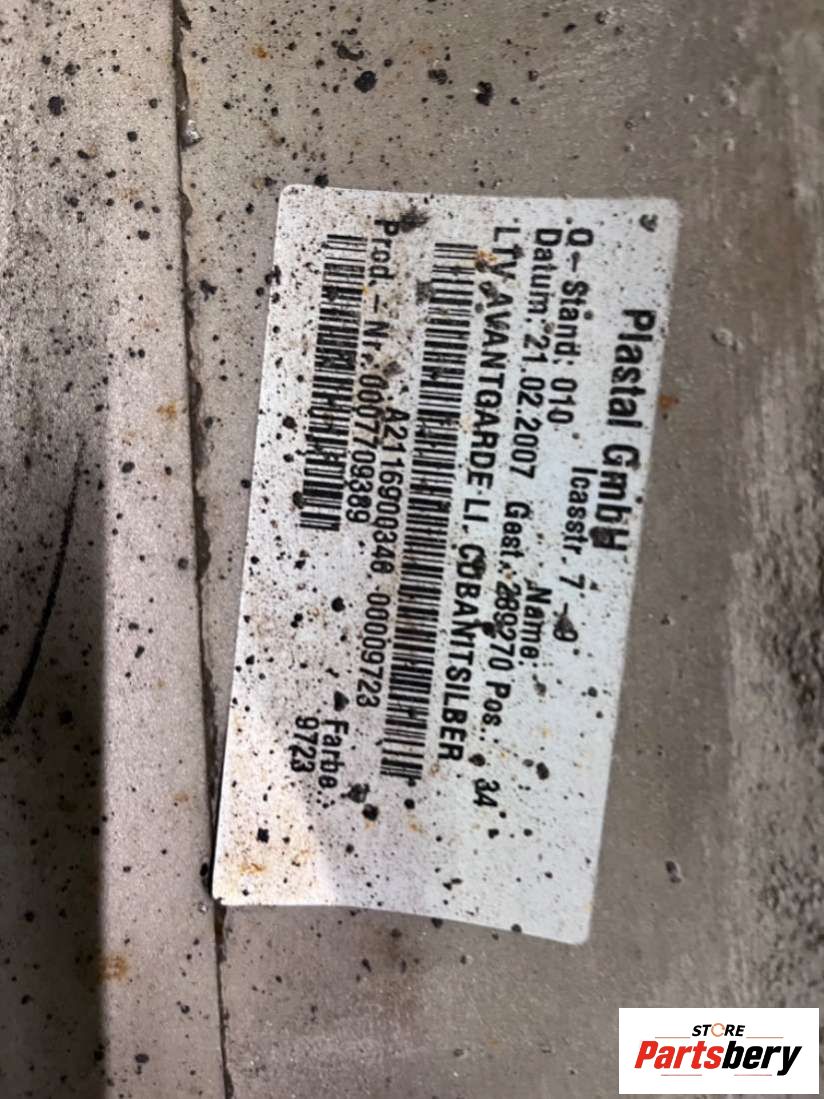 Plastal GmbH
Icasstr. 7 -9.
Q-Stand: 010 Name:
Datum: 21.02.2007 Gest.: 289270 Pos.: 34
LTV AVANTGARDE LI. CUBANITSILBER
A2116900340 00009723
Prod.-Nr.:0007709389
Farbe:
9723
STORE
Partsbery